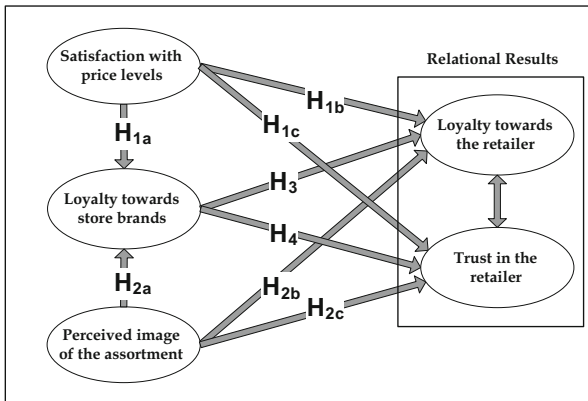 Satisfaction with
price levels
Relational Results
H1b
H1c
H1a
Loyalty towards
the retailer
H3
Loyalty towards
store brands
H4
Trust in the
retailer
H2a
H2b
H2c
Perceived image
of the assortment